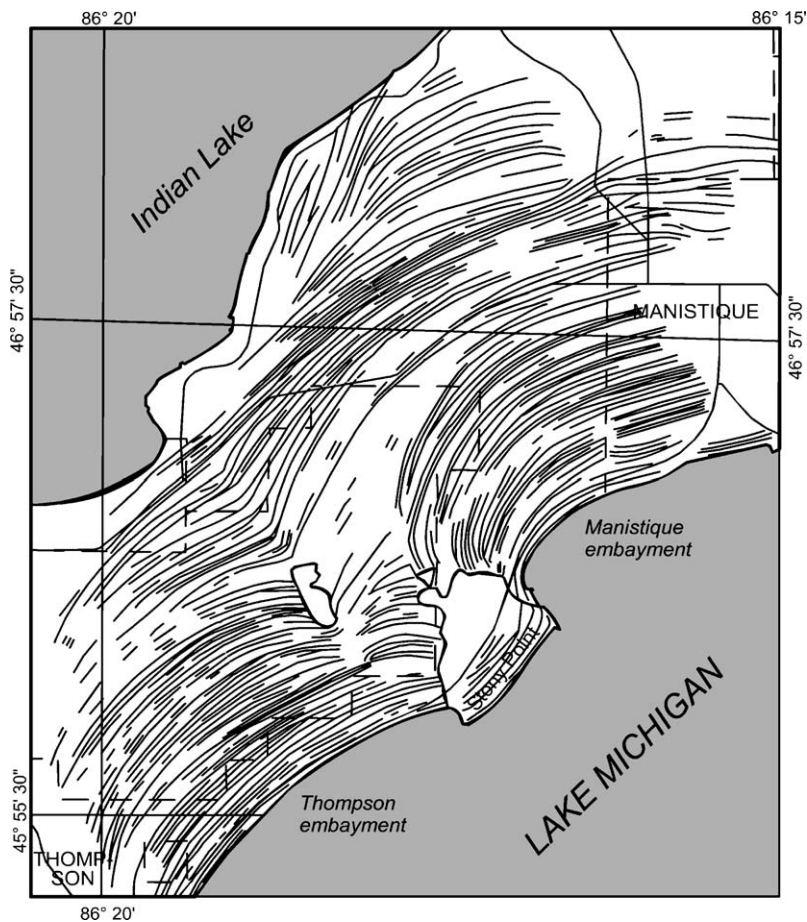 86° 20'
86° 15'
Indian Lake
46° 57' 30"
46° 57' 30"
MANISTIQUE
Manistique
embayment
Stony Point
LAKE MICHIGAN
Thompson
embayment
45° 55' 30"
THOMP-
SON
86° 20'